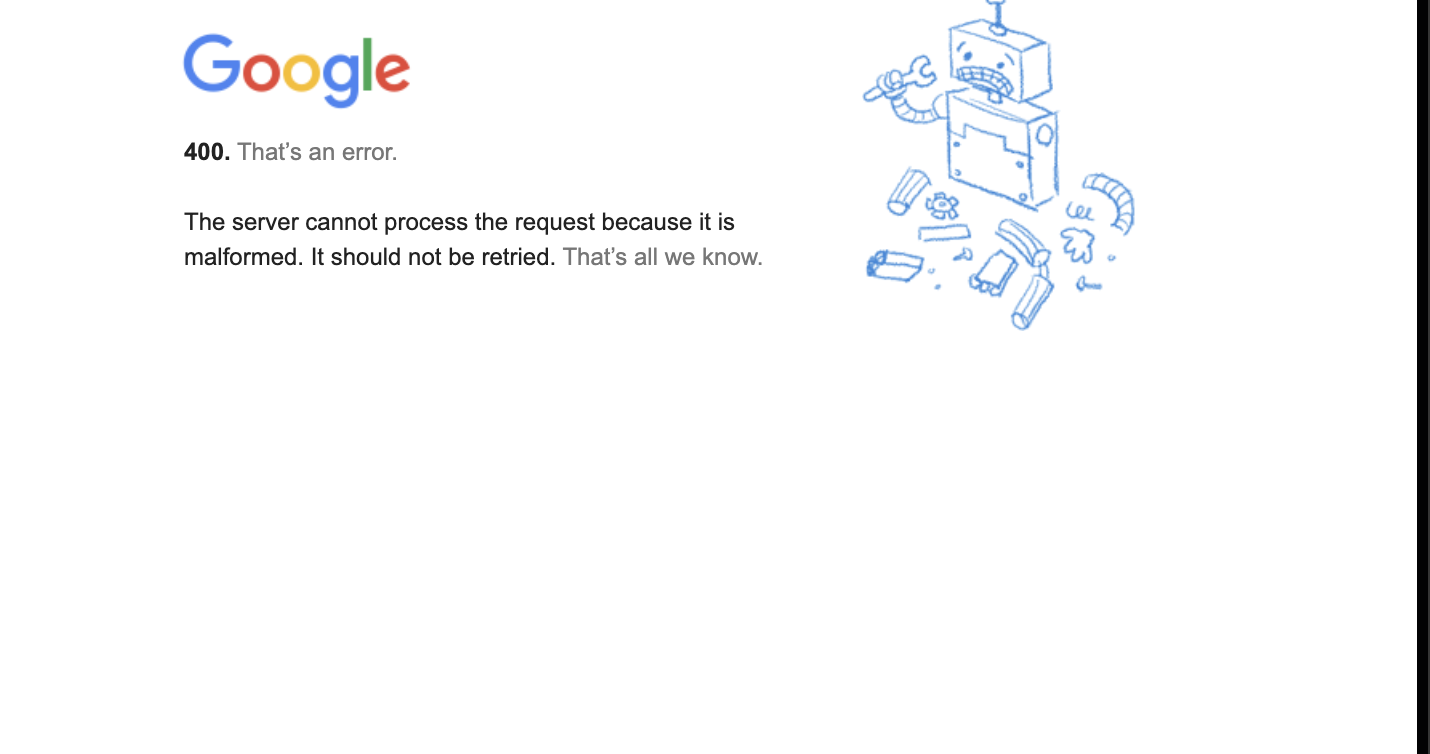 Google
400. That’s an error.
The server cannot process the request because it is
malformed. It should not be retried. That’s all we know.